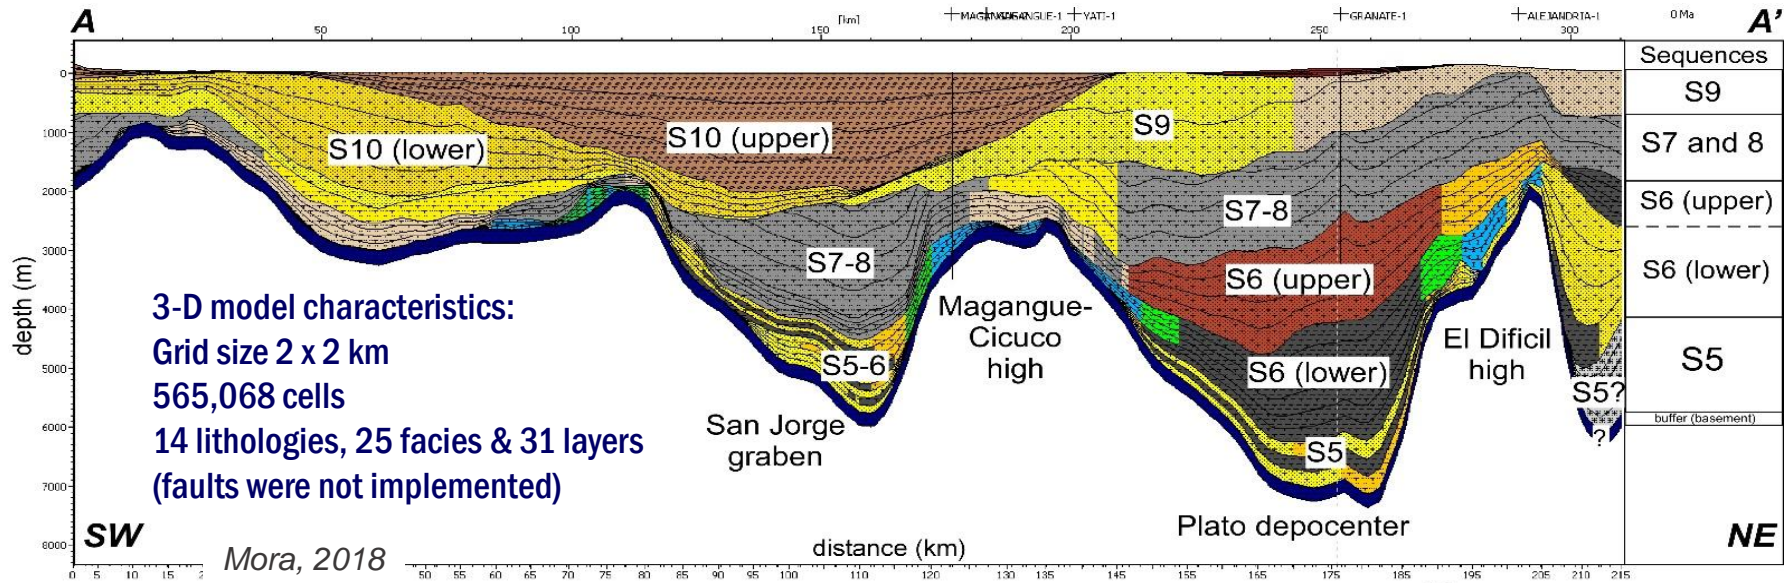 A
[km]
YATI-1
GRANATE-1
ALEJANDRIA-1
0 Ma
A'
50
100
150
200
250
300
Sequences
S9
S7 and 8
S6 (upper)
S6 (lower)
S5
buffer (basement)
depth (m)
0
1000
2000
3000
4000
5000
6000
7000
8000
S10 (lower)
S10 (upper)
S9
S7-8
S7-8
S6 (upper)
S6 (lower)
S5-6
S5
S5?
?
3-D model characteristics:
Grid size 2 x 2 km
565,068 cells
14 lithologies, 25 facies & 31 layers
(faults were not implemented)
San Jorge
graben
Magangue-
Cicuco
high
El Dificil
high
Plato depocenter
SW
Mora, 2018
distance (km)
NE
0 5 10 15 50 55 60 65 70 75 80 85 90 100 110 120 130 135 145 155 165 175 185 195 205 210 215